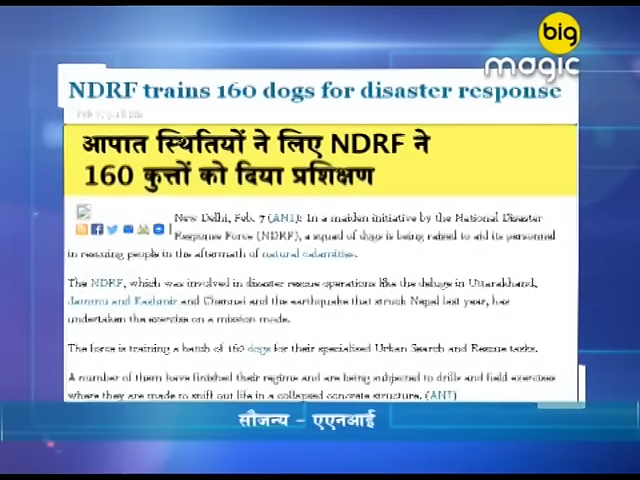 big
magic
NDRF trains 160 dogs for disaster response
आपात स्थितियों ने लिए NDRF ने
160 कुत्तों को दिया प्रशिक्षण
New Delhi, Feb. 7 (ANI): In a maiden initiative by the National Disaster
Response Force (NDRF), a squad of dogs is being raised to aid its personnel
in rescuing people in the aftermath of natural calamities.
The NDRF, which was involved in disaster rescue operations like the deluge in Uttarakhand,
Jammu and Kashmir and Chennai and the earthquake that struck Nepal last year, has
undertaken the exercise on a mission mode.
The force is training a batch of 160 dogs for their specialised Urban Search and Rescue tasks.
A number of them have finished their regime and are being subjected to drills and field exercises
where they are made to sniff out life in a collapsed concrete structure. (ANI)
सौजन्य - एएनआई